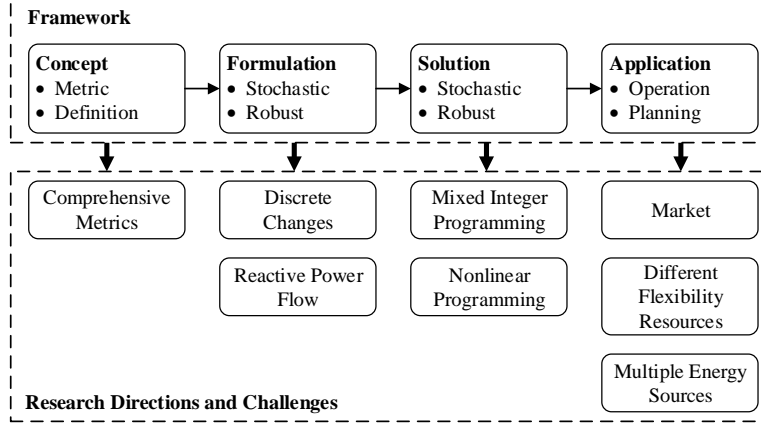 Framework
Concept
• Metric
• Definition
Formulation
• Stochastic
• Robust
Solution
• Stochastic
• Robust
Application
• Operation
• Planning
Comprehensive
Metrics
Discrete
Changes
Reactive Power
Flow
Mixed Integer
Programming
Nonlinear
Programming
Market
Different
Flexibility
Resources
Multiple Energy
Sources
Research Directions and Challenges